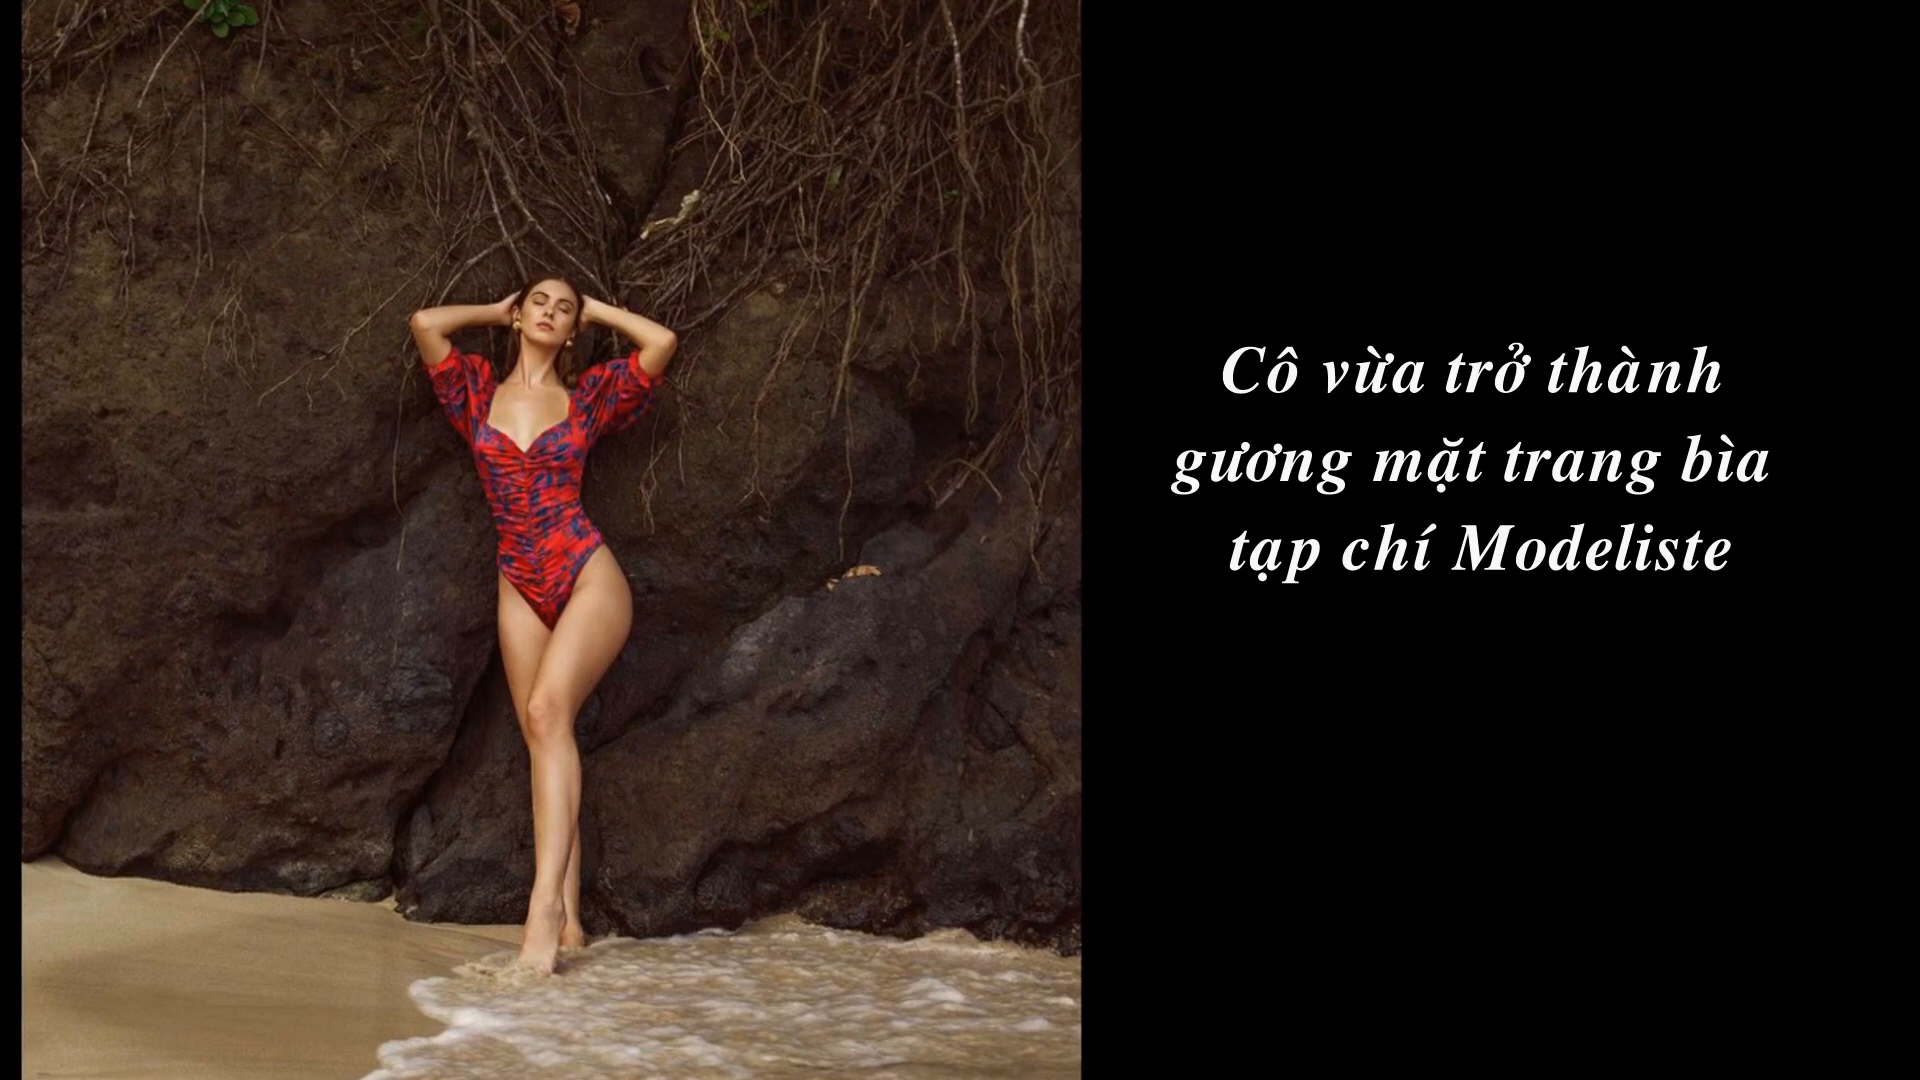 Cô vừa trở thành
gương mặt trang bìa
tạp chí Modeliste